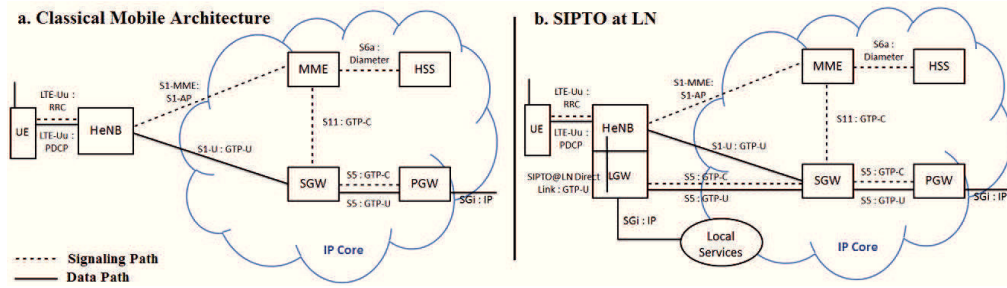 a. Classical Mobile Architecture
S6a :
Diameter
MME
HSS
S1-MME:
S1-AP
LTE-Uu :
RRC
UE
HeNB
LTE-Uu :
PDCP
S11 : GTP-C
S1-U : GTP-U
SGW
S5 : GTP-C
PGW
S5 : GTP-U
SGi : IP
IP Core
Signaling Path
Data Path
b. SIPTO at LN
S6a :
Diameter
MME
HSS
S1-MME:
S1-AP
LTE-Uu :
RRC
UE
HeNB
LTE-Uu :
PDCP
S11 : GTP-C
S1-U : GTP-U
SIPTO@LN Direct
Link : GTP-U
LGW
S5 : GTP-C
SGW
S5 : GTP-C
PGW
S5 : GTP-U
S5 : GTP-U
SGi : IP
SGi : IP
Local
Services
IP Core